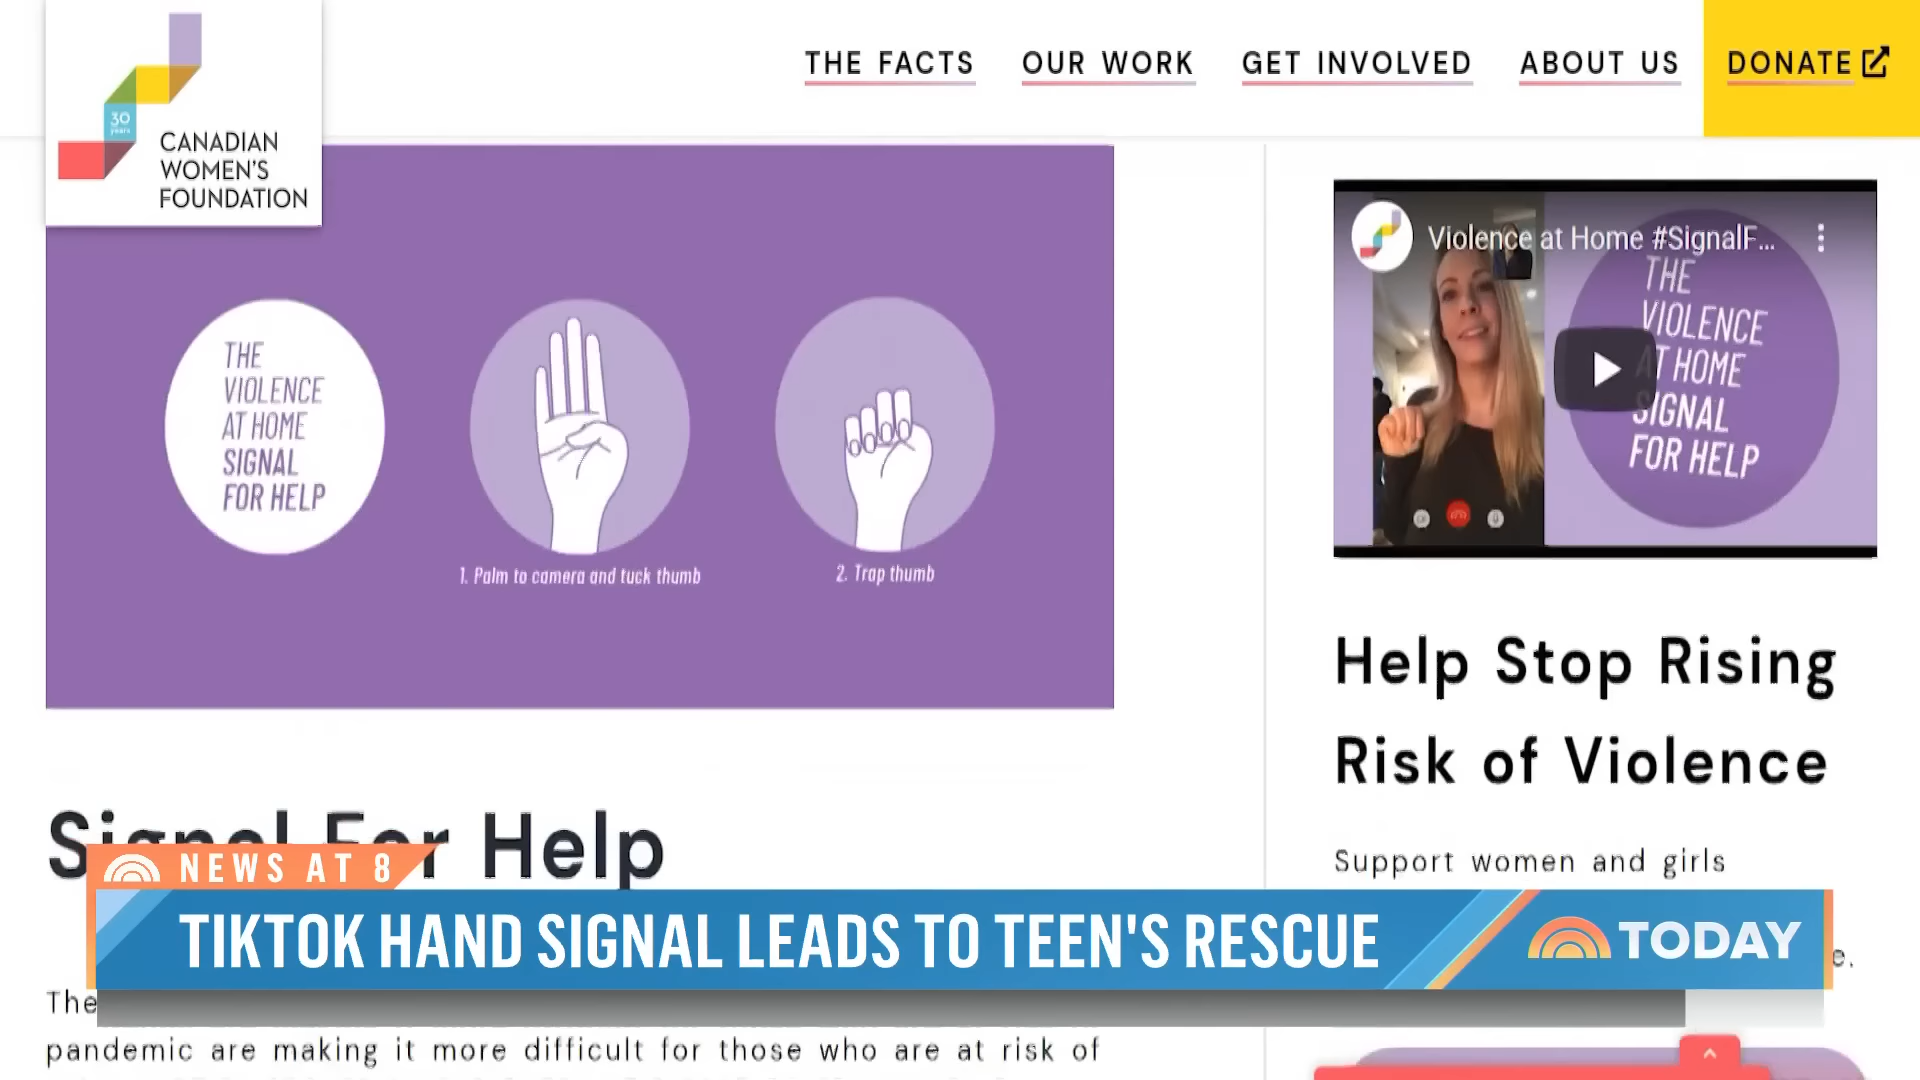 THE FACTS
OUR WORK
GET INVOLVED
ABOUT US
DONATE
30
years
CANADIAN
WOMEN'S
FOUNDATION
THE
VIOLENCE
AT HOME
SIGNAL
FOR HELP
1. Palm to camera and tuck thumb
2. Trap thumb
Violence at Home #SignalF...
THE
VIOLENCE
AT HOME
SIGNAL
FOR HELP
Help Stop Rising
Risk of Violence
Support women and girls
e.
Signal For Help
NEWS AT 8
TIKTOK HAND SIGNAL LEADS TO TEEN'S RESCUE
TODAY
The
pandemic are making it more difficult for those who are at risk of